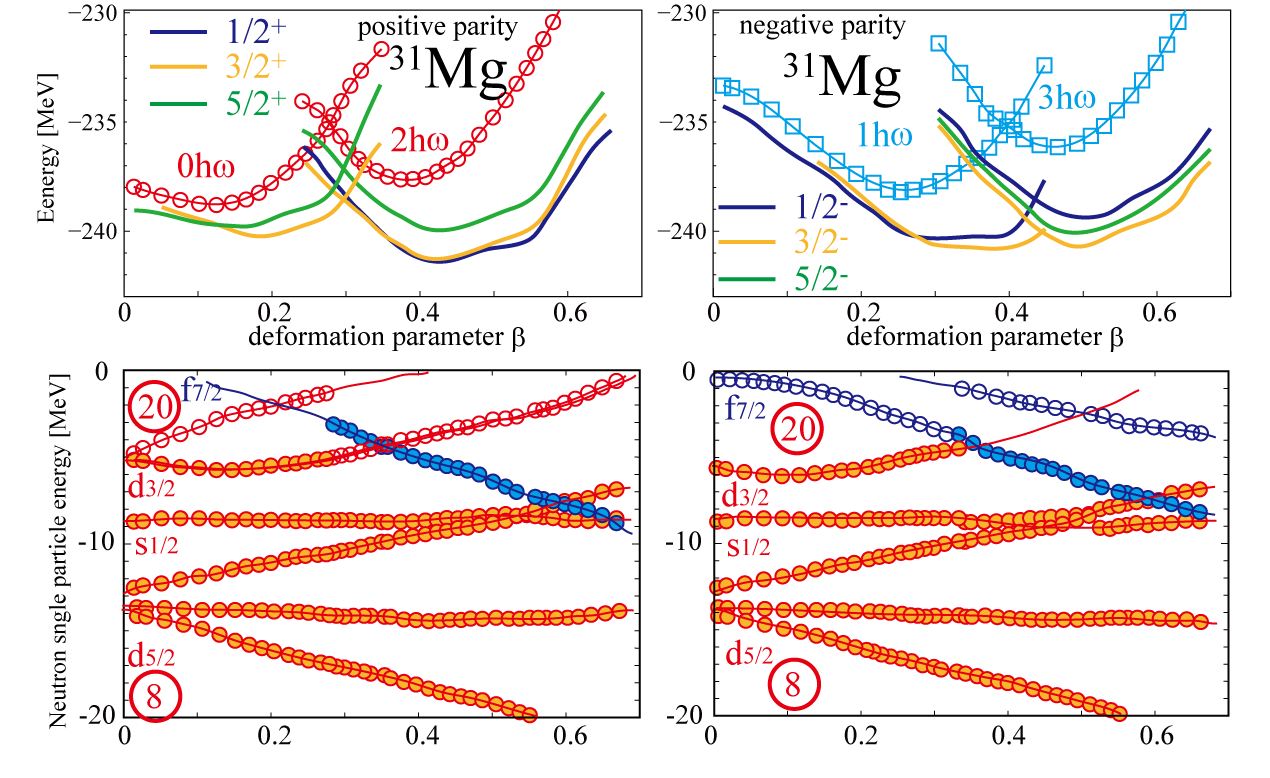 −230
−235
−240
Eenergy [MeV]
1/2+
3/2+
5/2+
positive parity
31Mg
0hω
2hω
0
0.2
0.4
0.6
deformation parameter β
−230
−235
−240
negative parity
31Mg
1hω
3hω
1/2-
3/2-
5/2-
0
0.2
0.4
0.6
deformation parameter β
0
-10
-20
Neutron sngle particle energy [MeV]
20
f7/2
d3/2
s1/2
d5/2
8
0
0.2
0.4
0.6
0
-10
-20
f7/2
20
d3/2
s1/2
d5/2
8
0
0.2
0.4
0.6